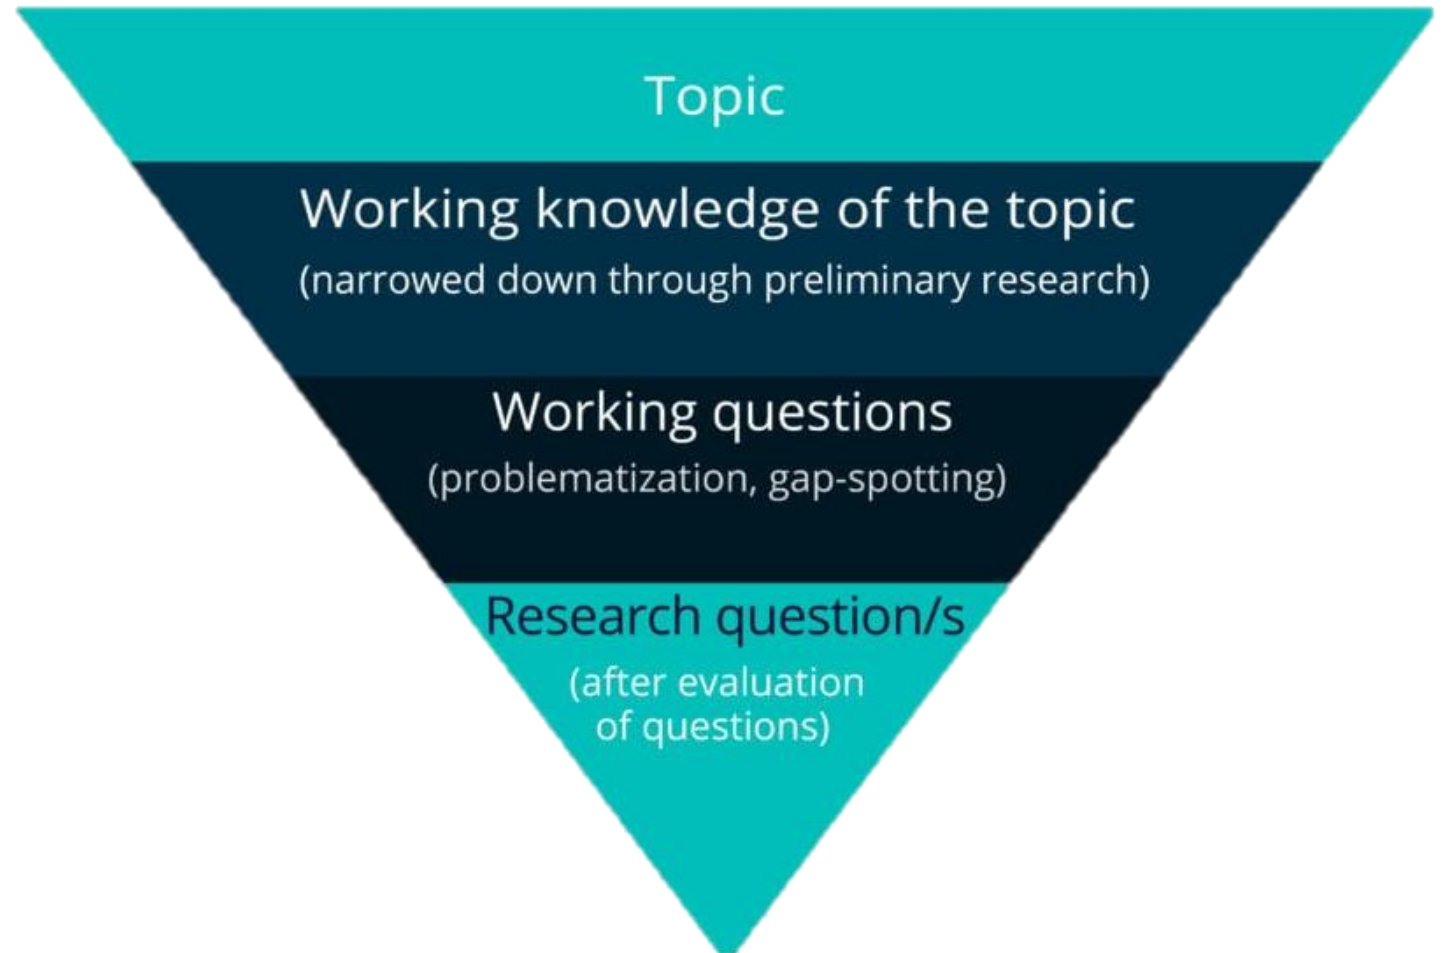 Topic
Working knowledge of the topic
(narrowed down through preliminary research)
Working questions
(problematization, gap-spotting)
Research question/s
(after evaluation
of questions)